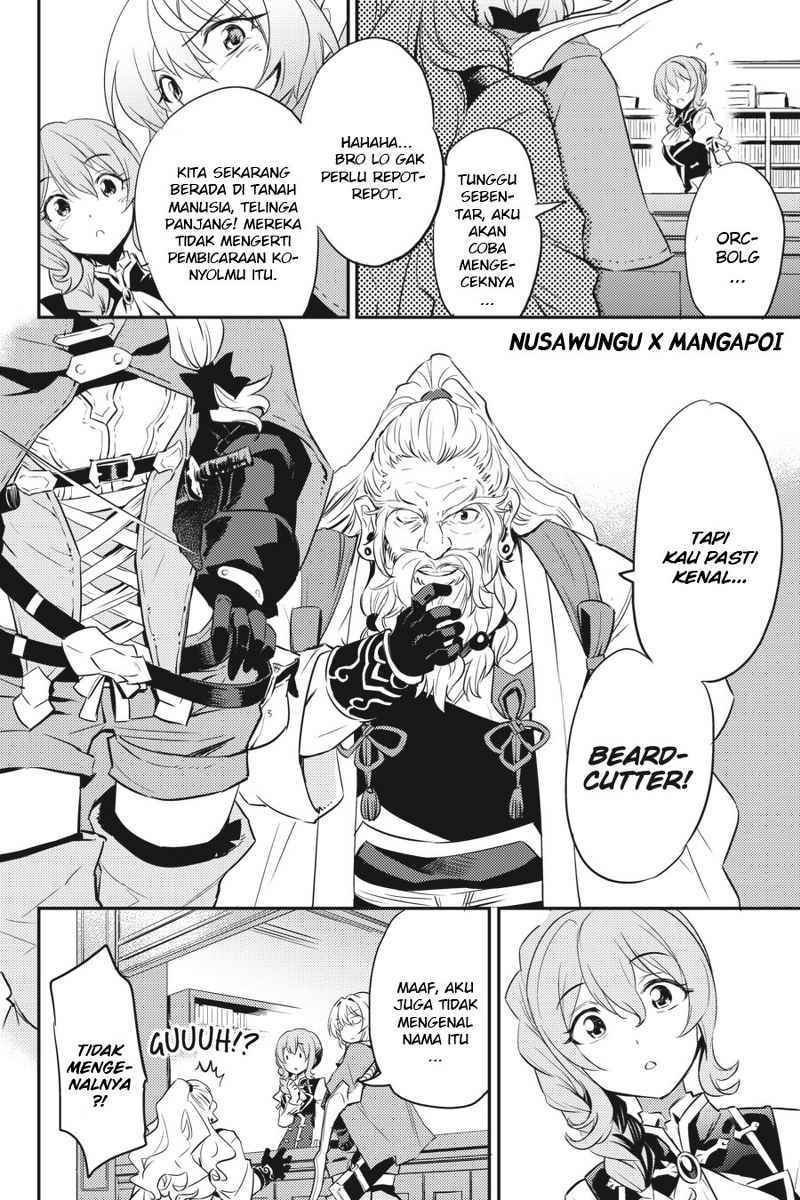 ORC-
BOLG
...
TUNGGU
SEBEN-
TAR, AKU
AKAN
COBA
MENGE-
CEKNYA
...
HAHAHA...
BRO LO GAK
PERLU REPOT-
REPOT.
KITA SEKARANG
BERADA DI TANAH
MANUSIA, TELINGA
PANJANG! MEREKA
TIDAK MENGERTI
PEMBICARAAN KO-
NYOLMU ITU.
NUSAWUNGU X MANGAPOI
TAPI
KAU PASTI
KENAL...
BEARD-
CUTTER!
MAAF, AKU
JUGA TIDAK
MENGENAL
NAMA ITU
...
GUUUH!?
TIDAK
MENGE-
NALNYA
?!